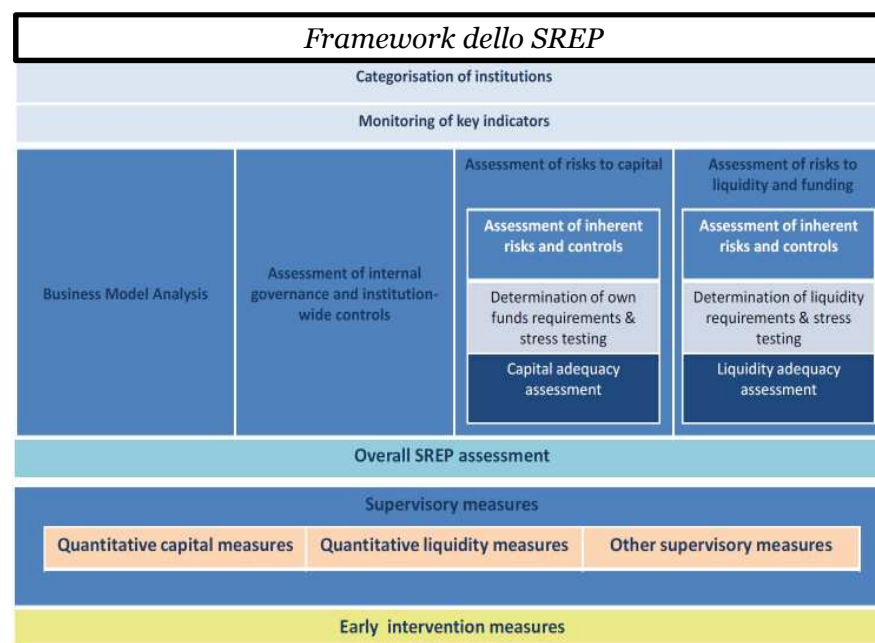 Framework dello SREP
Categorisation of institutions
Monitoring of key indicators
Business Model Analysis
Assessment of internal
governance and institution-
wide controls
Assessment of risks to capital
Assessment of inherent
risks and controls
Determination of own
funds requirements &
stress testing
Capital adequacy
assessment
Assessment of risks to
liquidity and funding
Assessment of inherent
risks and controls
Determination of liquidity
requirements & stress
testing
Liquidity adequacy
assessment
Overall SREP assessment
Supervisory measures
Quantitative capital measures
Quantitative liquidity measures
Other supervisory measures
Early intervention measures